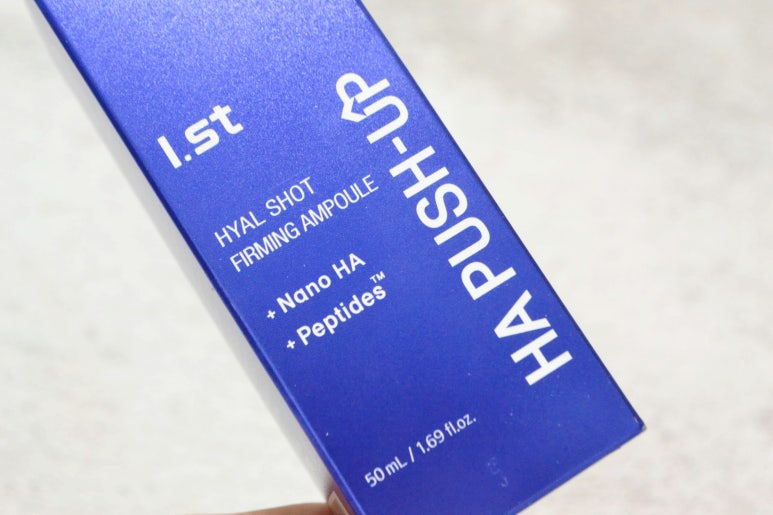 l.st
HYAL SHOT
FIRMING AMPOULE
+ Nano HA
+ Peptides™
50 mL / 1.69 fl.oz.
HA PUSH-UP